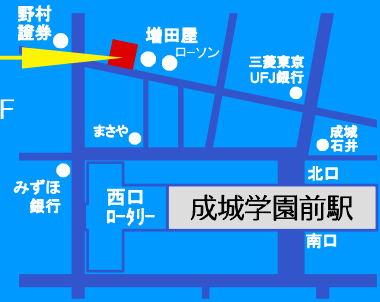 野村
證券
増田屋
ローソン
三菱東京
UFJ銀行
F
まさや
成城
石井
みずほ
銀行
西口
ロータリー
北口
成城学園前駅
南口